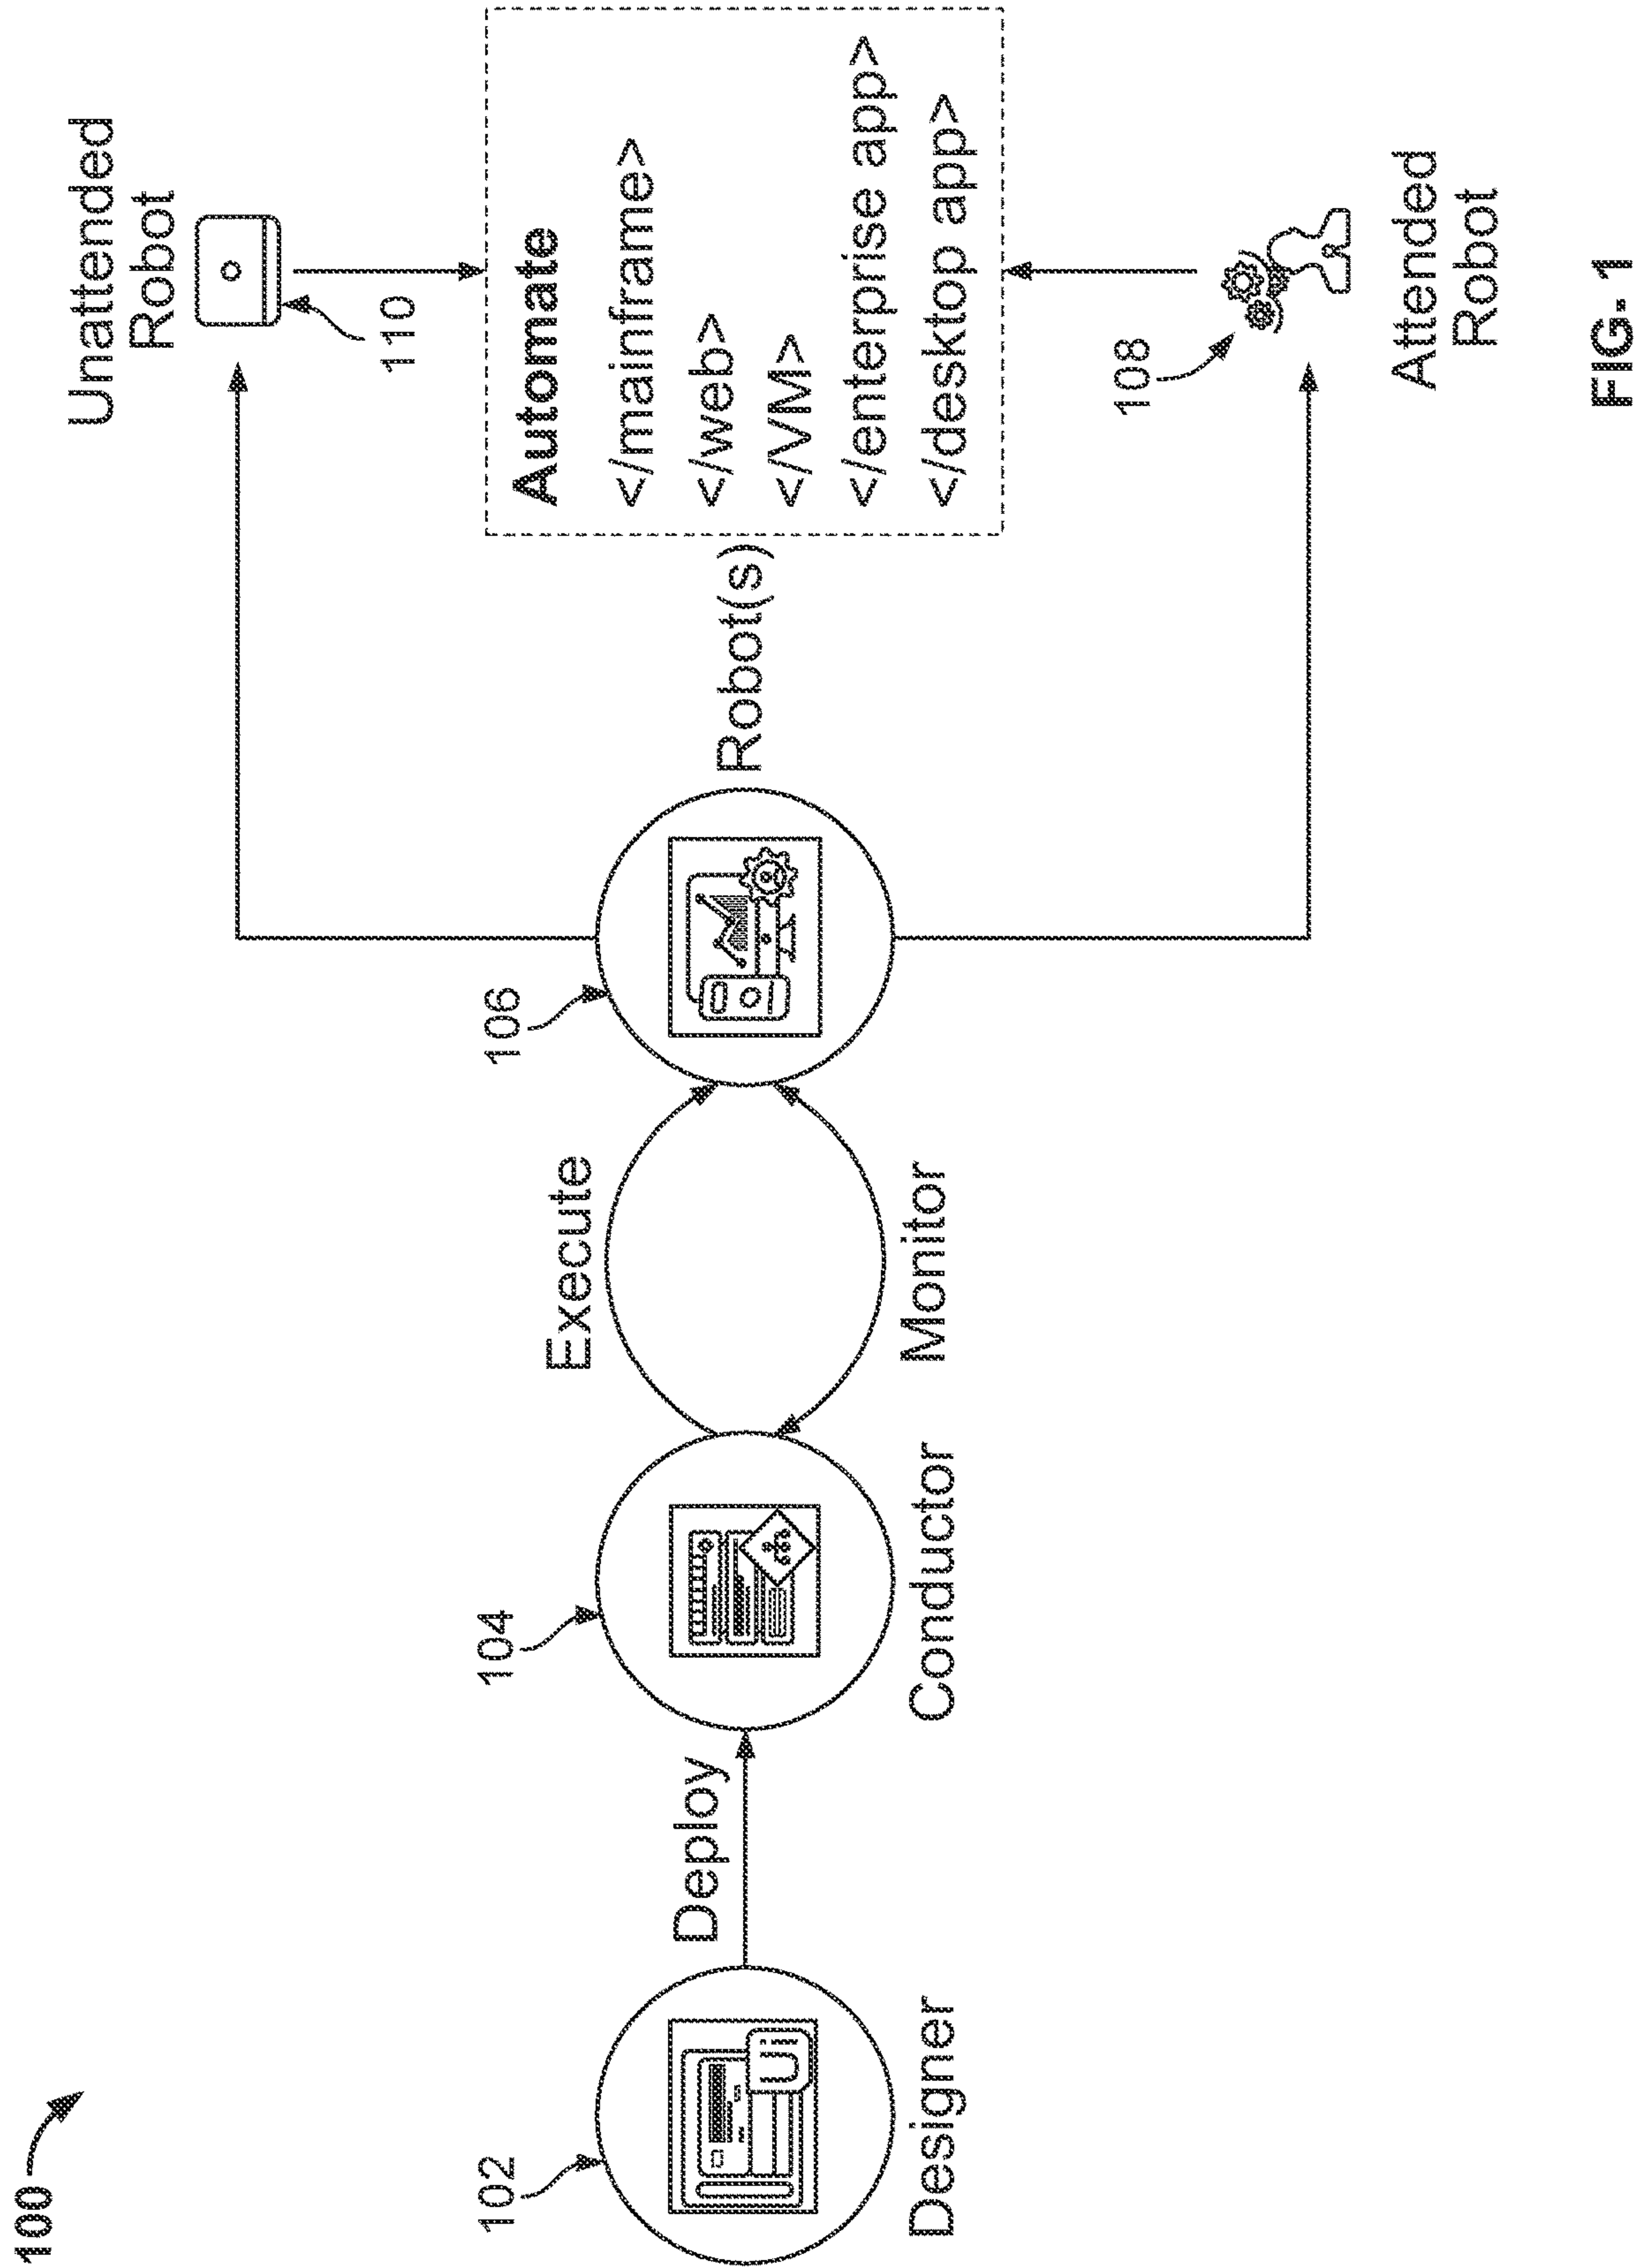 100
Unattended
Robot
110
Automate
</mainframe>
</web>
</VM>
</enterprise app>
</desktop app>
106
Robot(s)
Execute
Monitor
104
Conductor
Deploy
102
Ui
Designer
108
Attended
Robot
FIG. 1